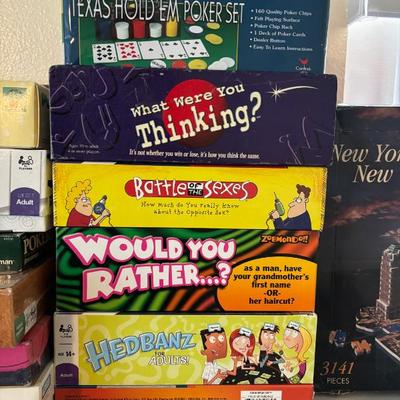 TEXAS HOLD 'EM POKER SET
• 160 Quality Poker Chips
• Felt Playing Surface
• Poker Chip Rack
• 1 Deck of Poker Cards
• Dealer Button
• Easy To Learn Instructions
Cardinal
What Were You
Thinking?
It's not whether you win or lose, it's how you think the same.
Battle OF THE Sexes
How much do You really know
about the Opposite Sex?
ZOBMONDO!!
WOULD YOU
RATHER...?
as a man, have
your grandmother's
first name
-OR-
her haircut?
HEDBANZ
FOR
ADULTS!
AGE 14+
Adult
Adult
New York
New
3141
PIECES